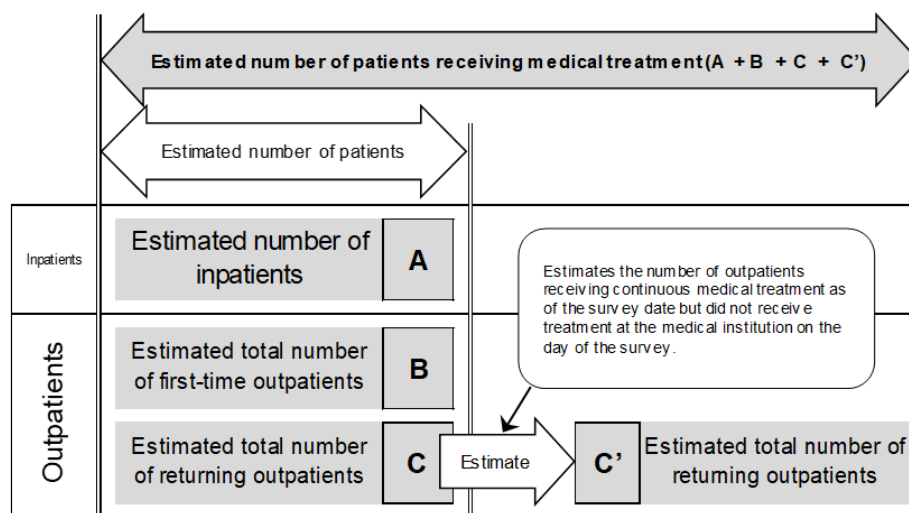 Estimated number of patients receiving medical treatment(A + B + C + C’)
Estimated number of patients
Inpatients
Estimated number of
inpatients
A
Estimates the number of outpatients
receiving continuous medical treatment as
of the survey date but did not receive
treatment at the medical institution on the
day of the survey.
Outpatients
Estimated total number
of first-time outpatients
B
Estimated total number
of returning outpatients
C
Estimate
C’
Estimated total number of
returning outpatients